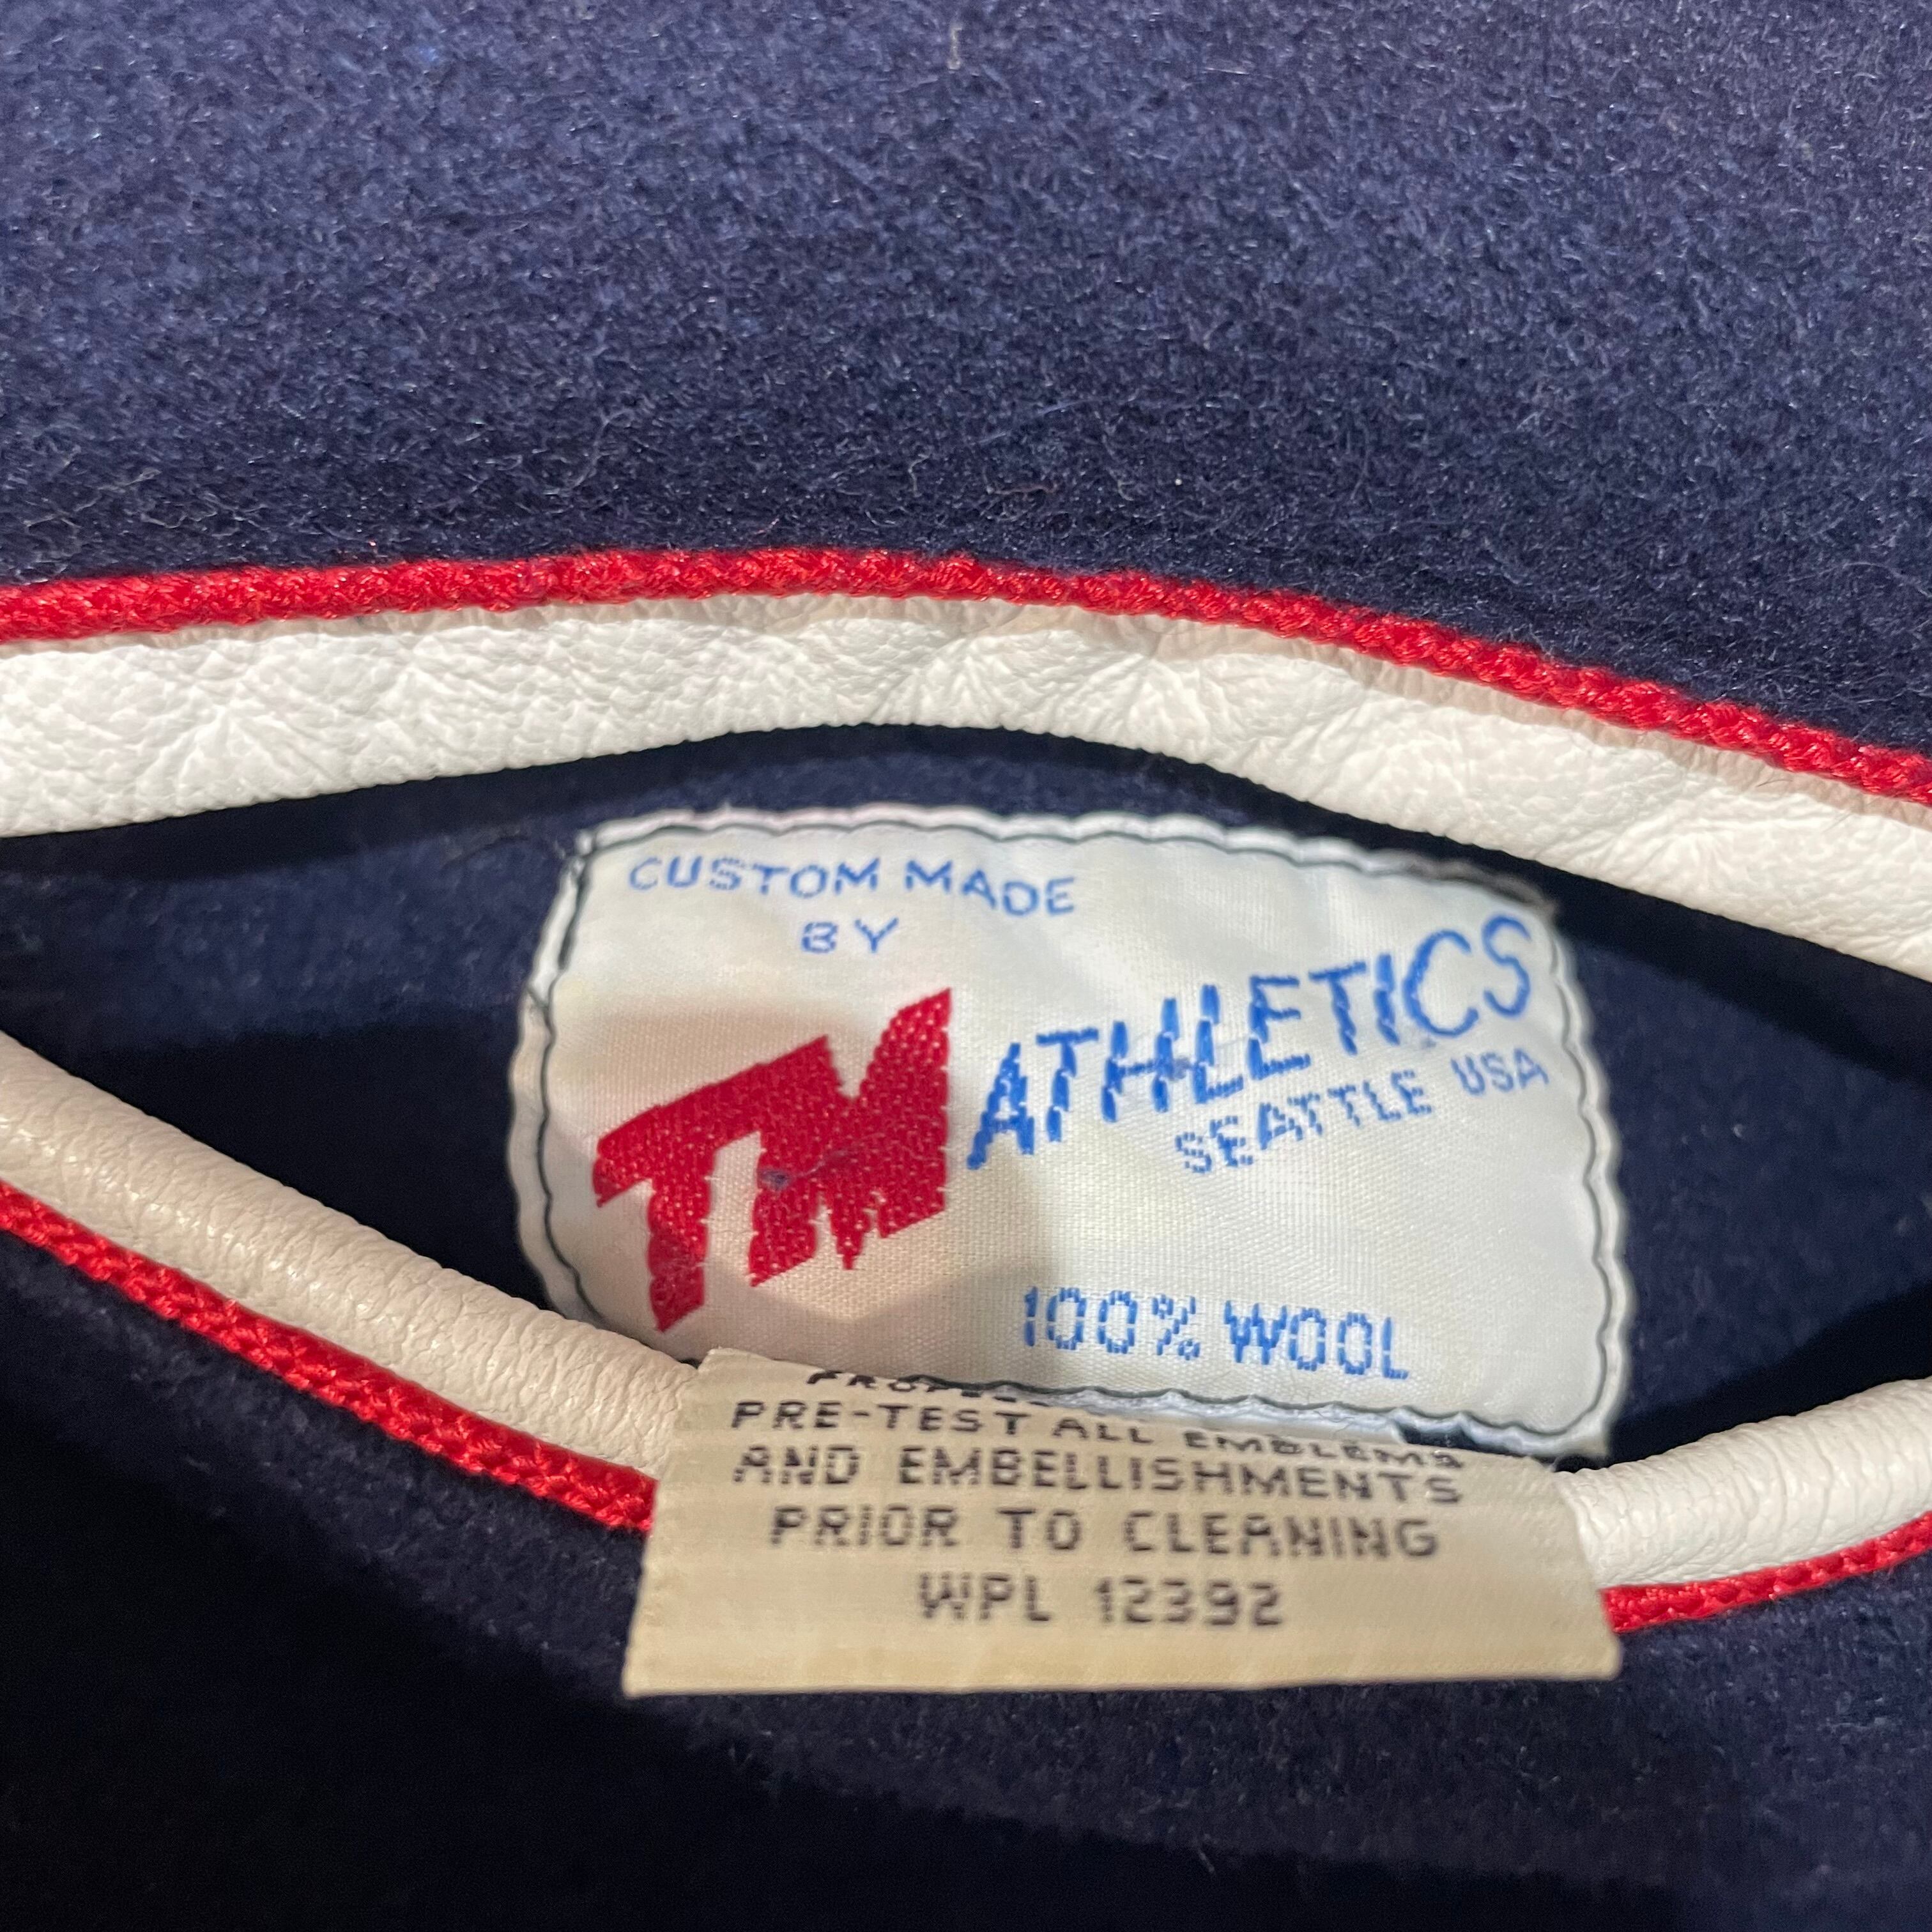 CUSTOM MADE
BY
TM ATHLETICS
SEATTLE USA
100% WOOL
PRE-TEST ALL EMBLEMS
AND EMBELLISHMENTS
PRIOR TO CLEANING
WPL 12392